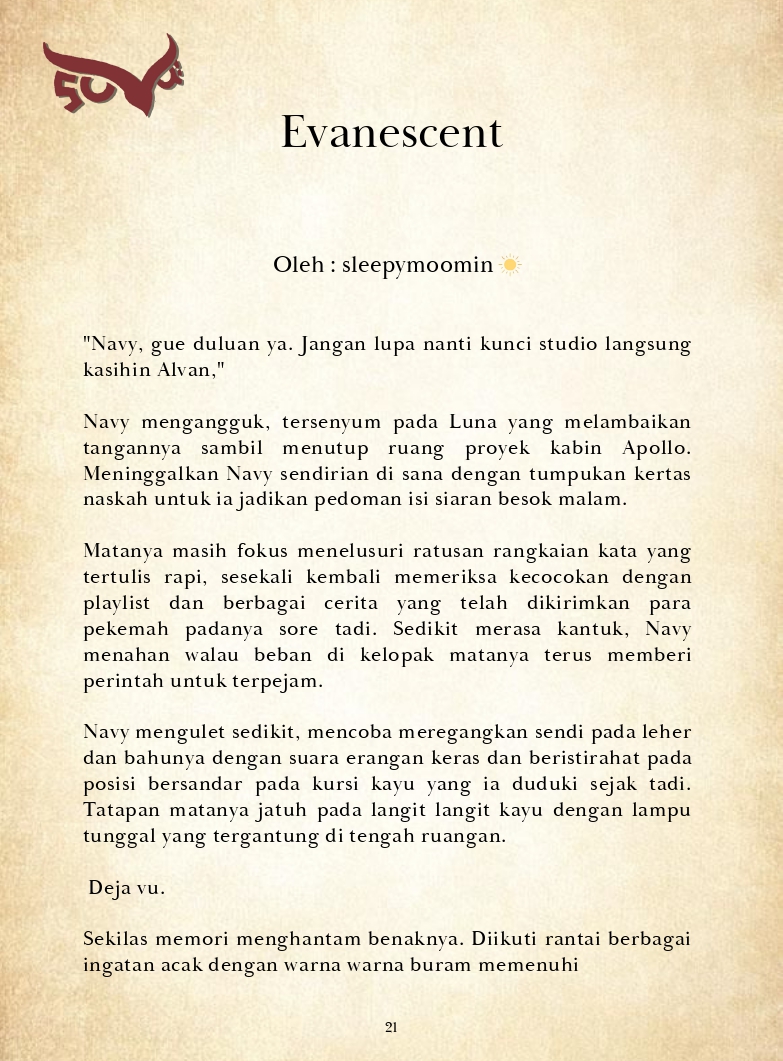 Evanescent
Oleh : sleepymoomin
"Navy, gue duluan ya. Jangan lupa nanti kunci studio langsung
kasihin Alvan,"
Navy mengangguk, tersenyum pada Luna yang melambaikan
tangannya sambil menutup ruang proyek kabin Apollo.
Meninggalkan Navy sendirian di sana dengan tumpukan kertas
naskah untuk ia jadikan pedoman isi siaran besok malam.
Matanya masih fokus menelusuri ratusan rangkaian kata yang
tertulis rapi, sesekali kembali memeriksa kecocokan dengan
playlist dan berbagai cerita yang telah dikirimkan para
pekemah padanya sore tadi. Sedikit merasa kantuk, Navy
menahan walau beban di kelopak matanya terus memberi
perintah untuk terpejam.
Navy mengulet sedikit, mencoba meregangkan sendi pada leher
dan bahunya dengan suara erangan keras dan beristirahat pada
posisi bersandar pada kursi kayu yang ia duduki sejak tadi.
Tatapan matanya jatuh pada langit langit kayu dengan lampu
tunggal yang tergantung di tengah ruangan.
Deja vu.
Sekilas memori menghantam benaknya. Diikuti rantai berbagai
ingatan acak dengan warna warna buram memenuhi
21